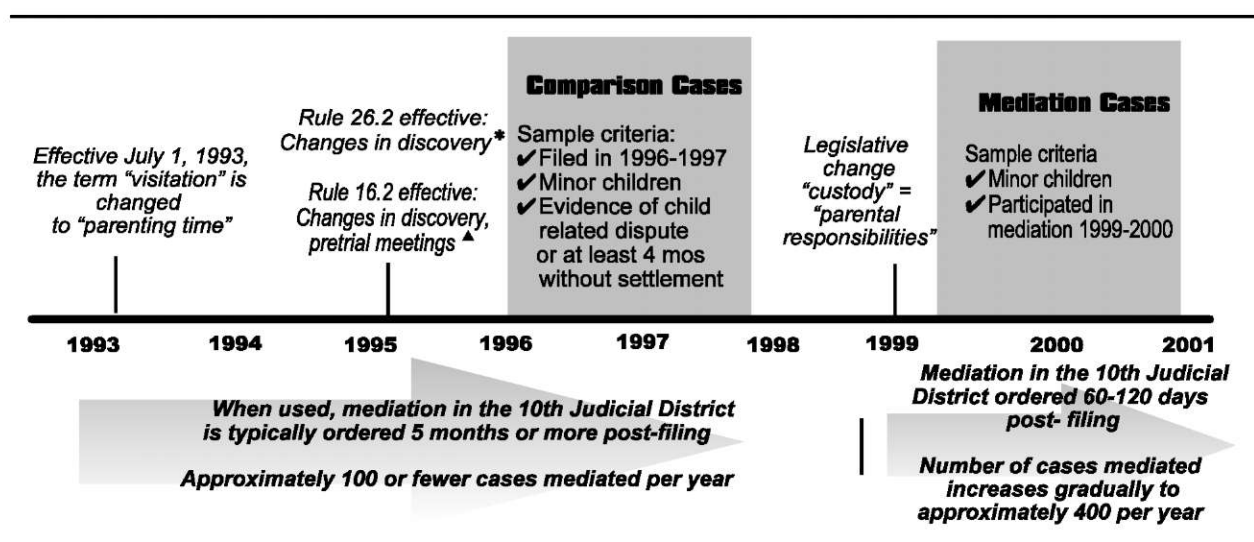 Effective July 1, 1993,
the term “visitation” is
changed
to “parenting time”
Rule 26.2 effective:
Changes in discovery*
Rule 16.2 effective:
Changes in discovery,
pretrial meetings ▲
Comparison Cases
Sample criteria:
✔ Filed in 1996-1997
✔ Minor children
✔ Evidence of child
related dispute
or at least 4 mos
without settlement
Legislative
change
“custody” =
“parental
responsibilities”
Mediation Cases
Sample criteria
✔ Minor children
✔ Participated in
mediation 1999-2000
1993 1994 1995 1996 1997 1998 1999 2000 2001
When used, mediation in the 10th Judicial District
is typically ordered 5 months or more post-filing
Approximately 100 or fewer cases mediated per year
Mediation in the 10th Judicial
District ordered 60-120 days
post- filing
Number of cases mediated
increases gradually to
approximately 400 per year